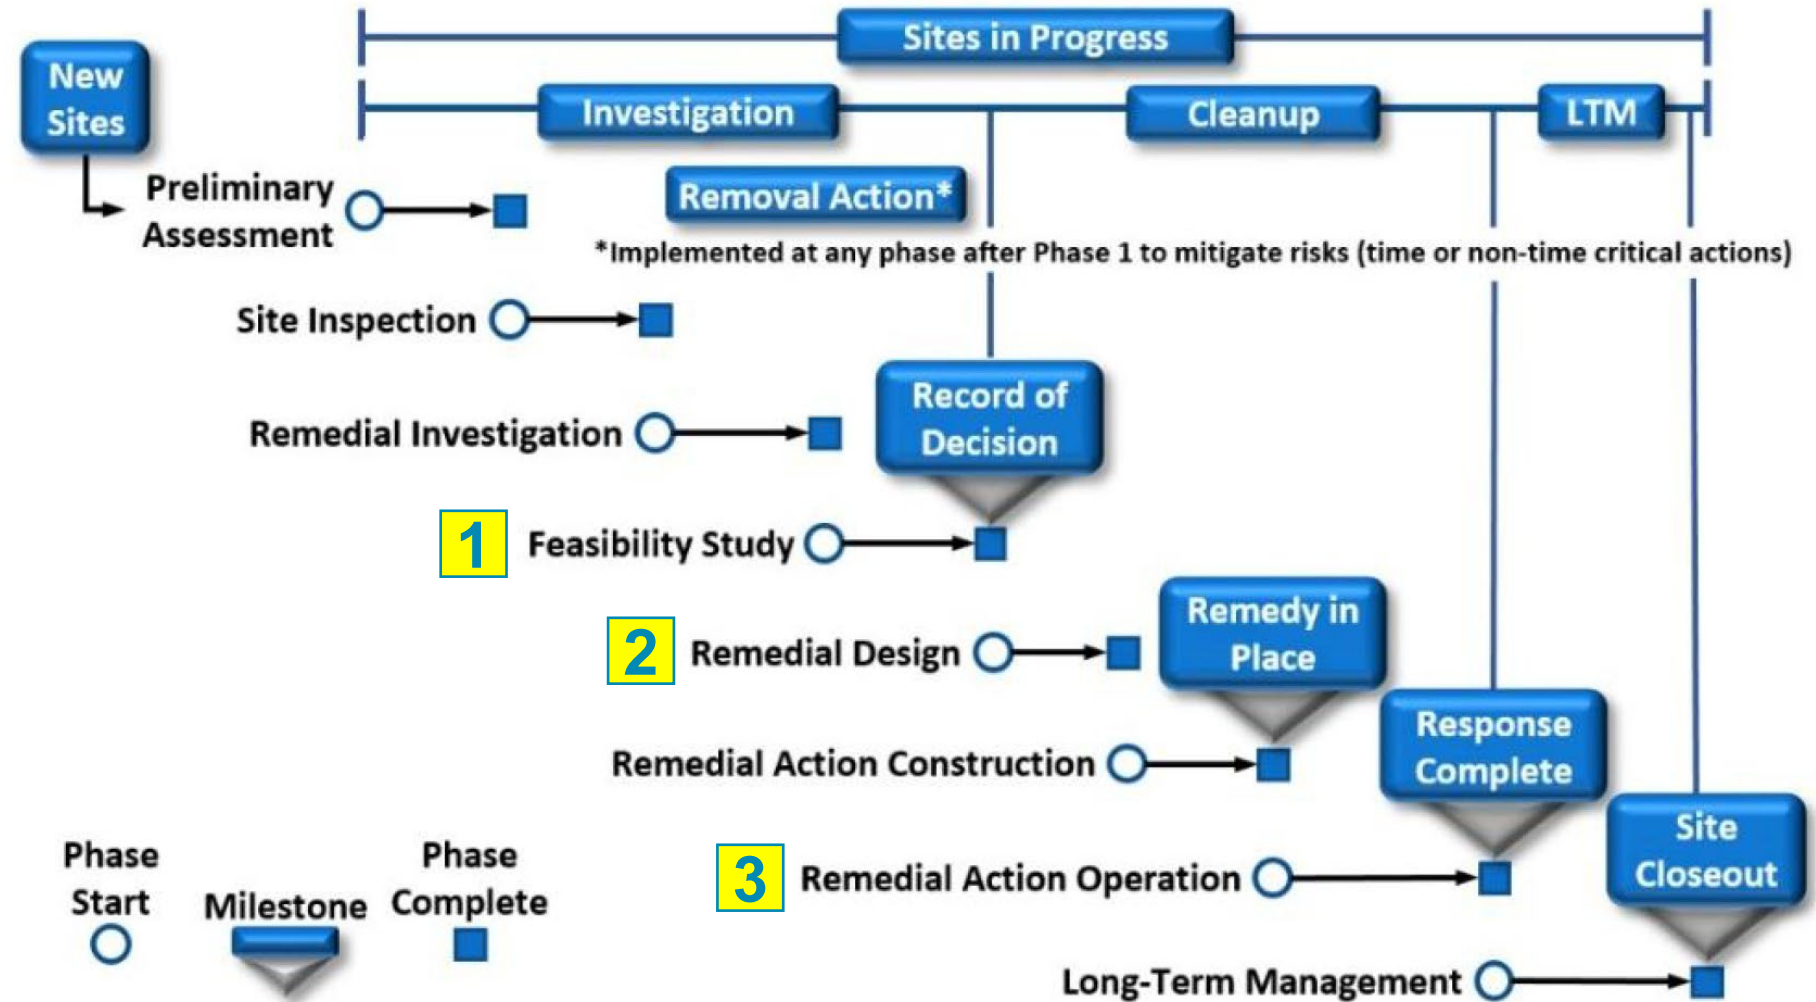 Sites in Progress
New
Sites
Investigation
Cleanup
LTM
Preliminary
Assessment
Removal Action*
*Implemented at any phase after Phase 1 to mitigate risks (time or non-time critical actions)
Site Inspection
Remedial Investigation
Record of
Decision
1
Feasibility Study
2
Remedial Design
Remedy in
Place
Remedial Action Construction
Response
Complete
3
Remedial Action Operation
Site
Closeout
Long-Term Management
Phase
Start
Milestone
Phase
Complete